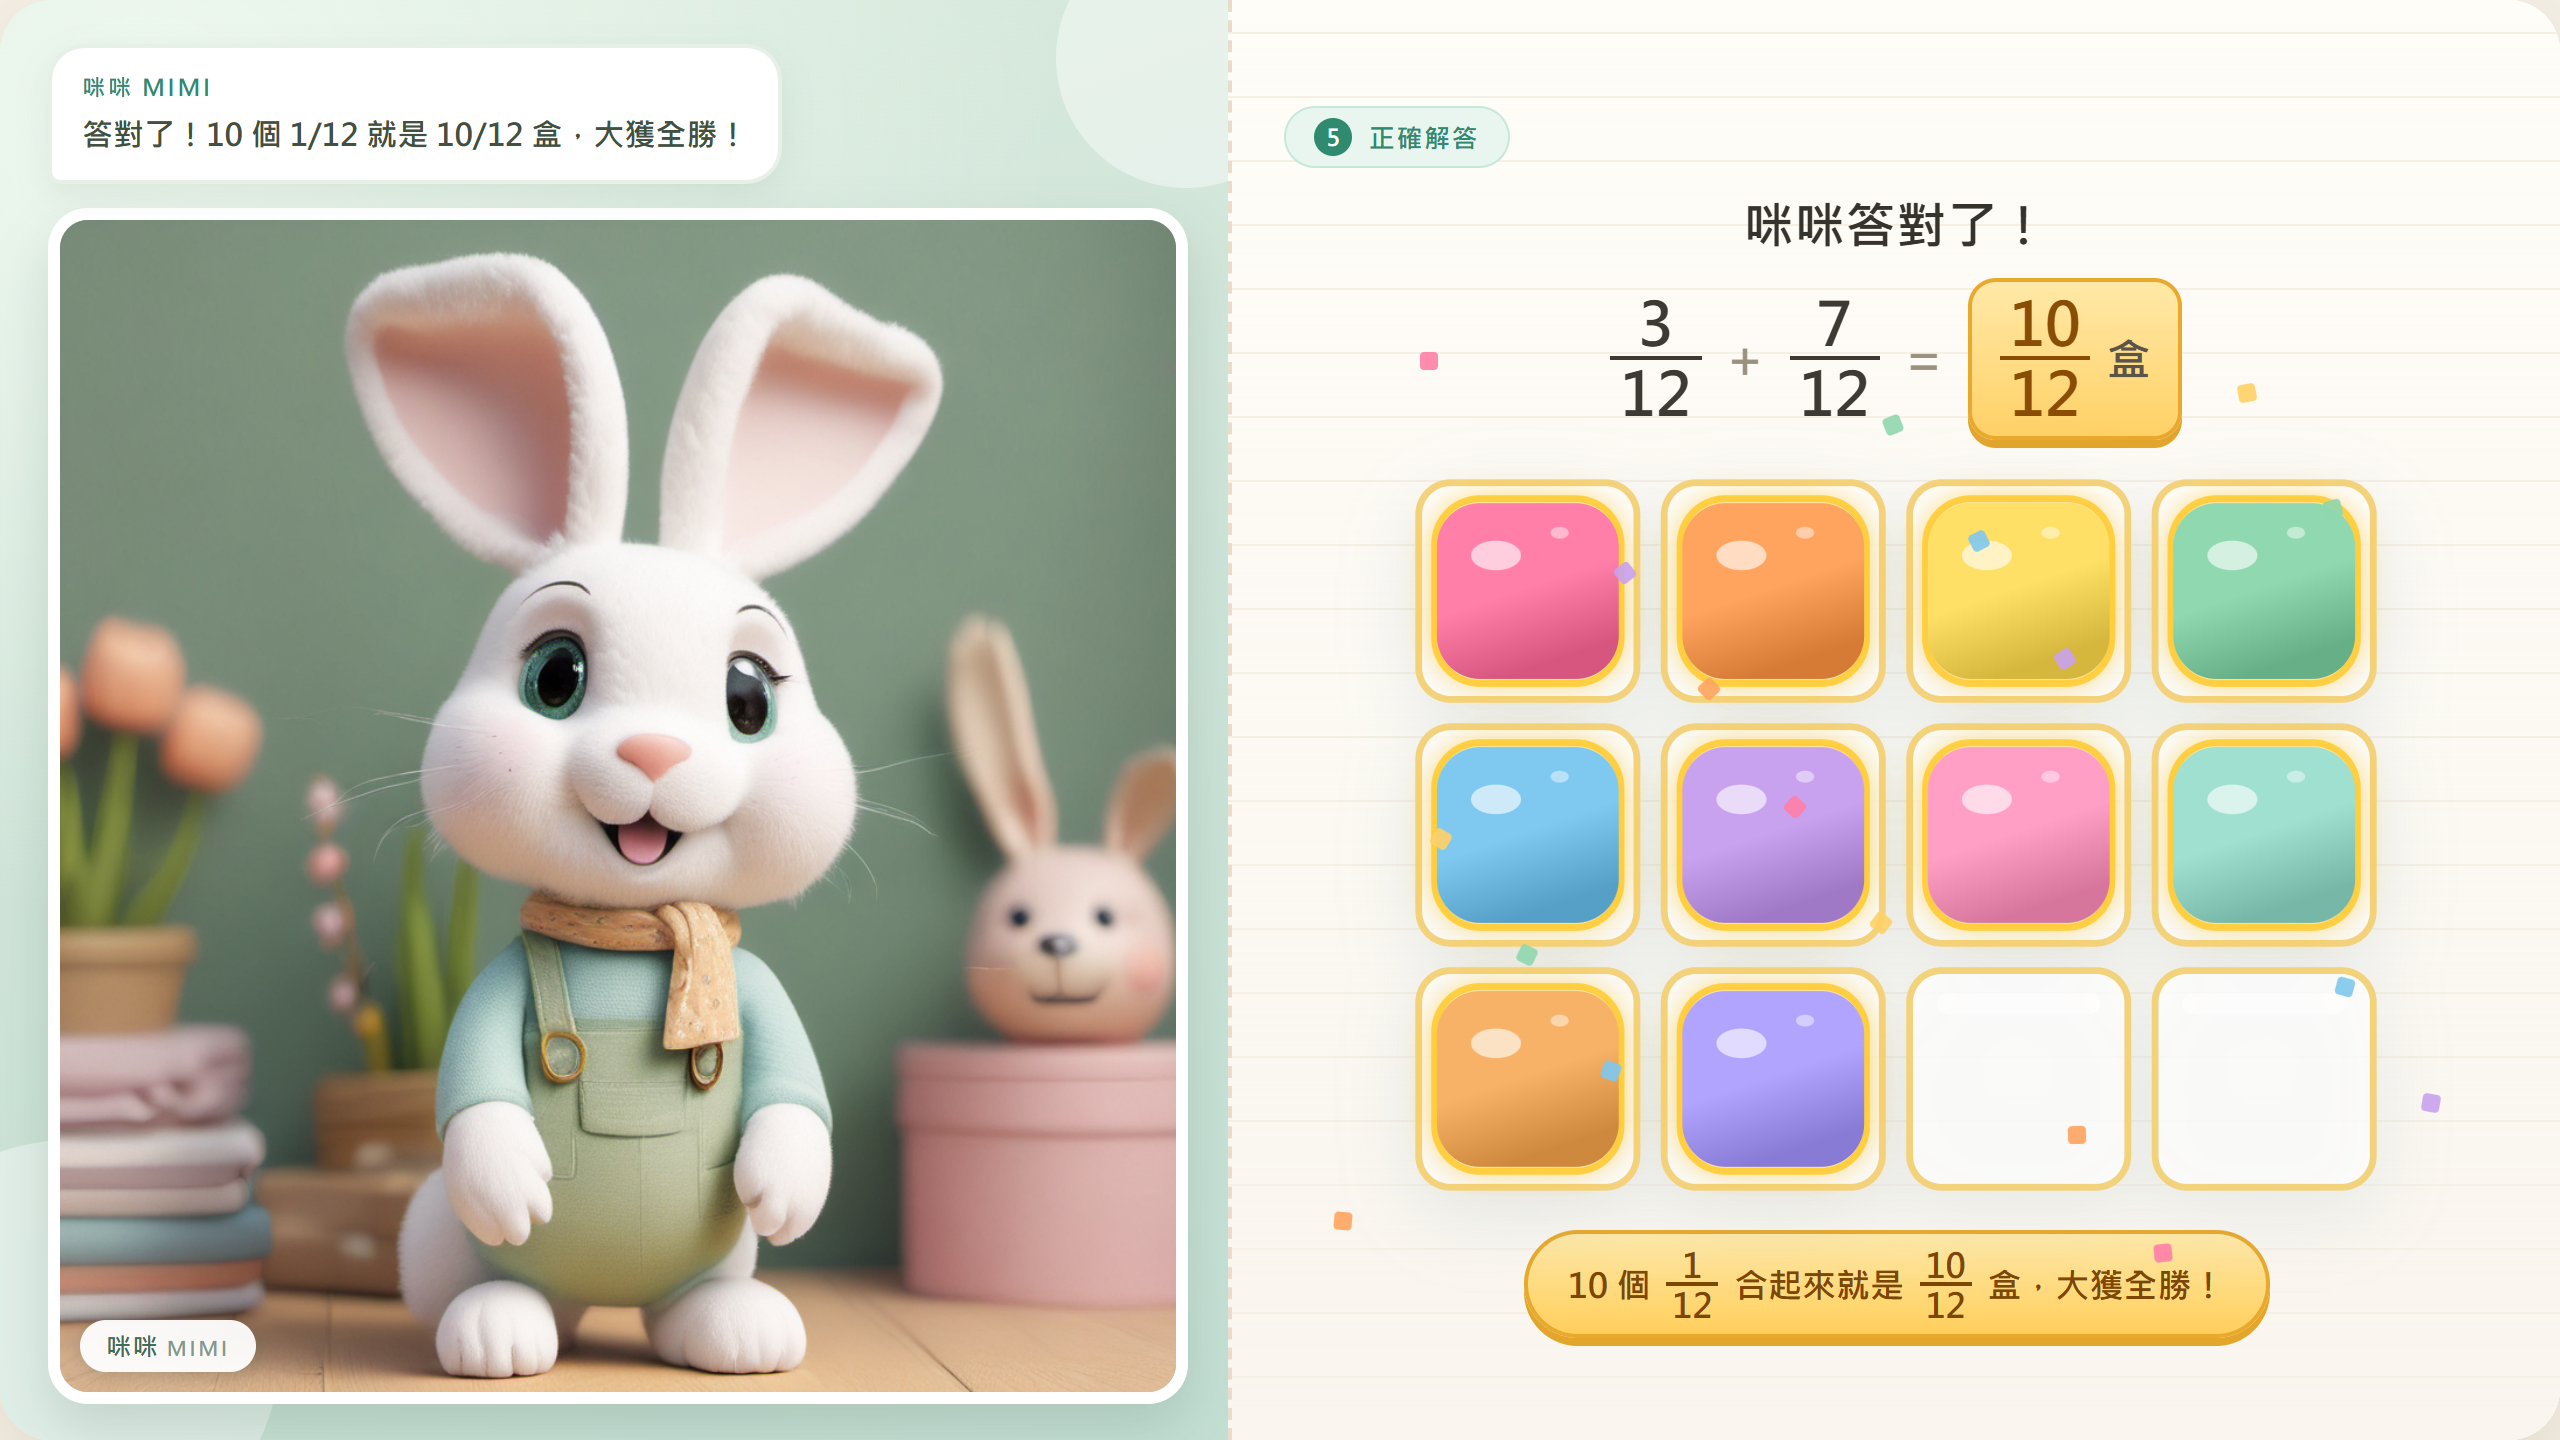 咪咪 MIMI
答對了！10 個 1/12 就是 10/12 盒，大獲全勝！
咪咪 MIMI
5 正確解答
咪咪答對了！
3/12 + 7/12 = 10/12 盒
10 個 1/12 合起來就是 10/12 盒，大獲全勝！